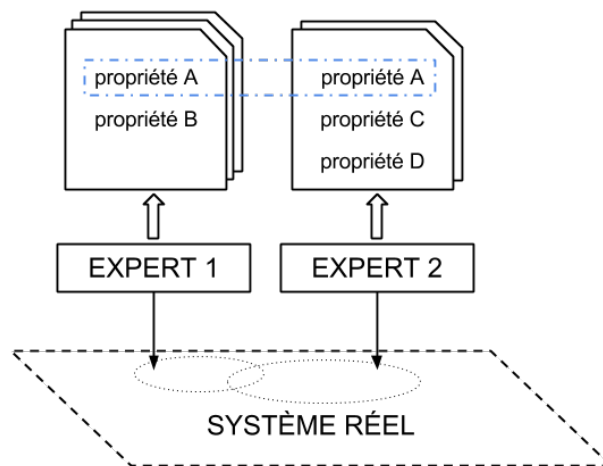 propriété A
propriété B
propriété A
propriété C
propriété D
EXPERT 1
EXPERT 2
SYSTÈME RÉEL